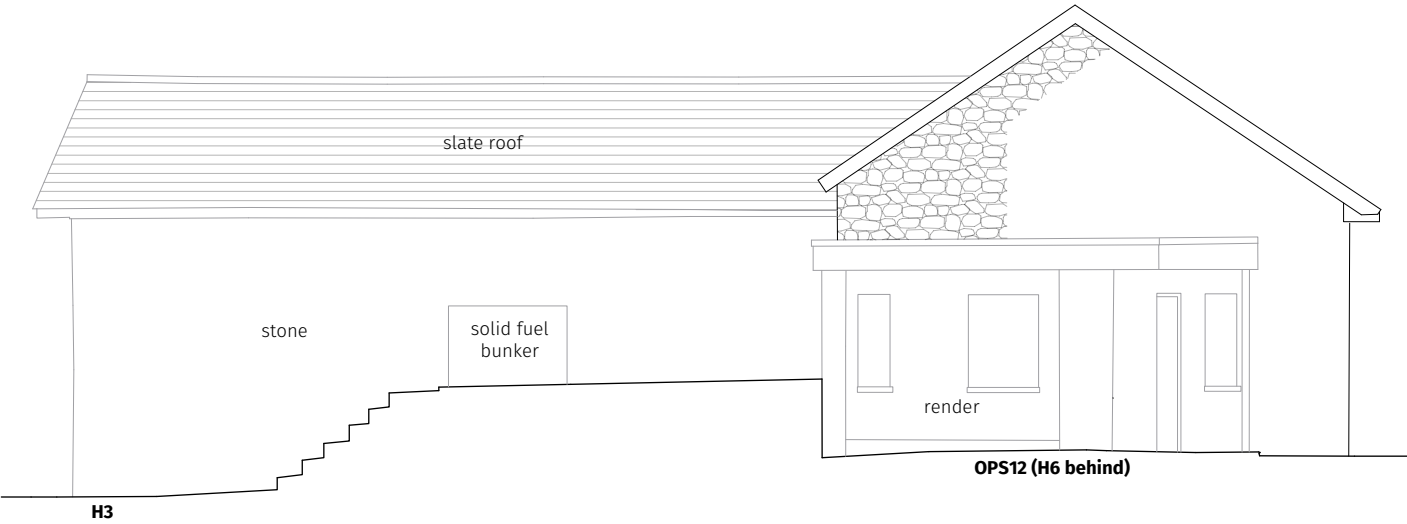 slate roof
stone
solid fuel
bunker
render
OPS12 (H6 behind)
H3